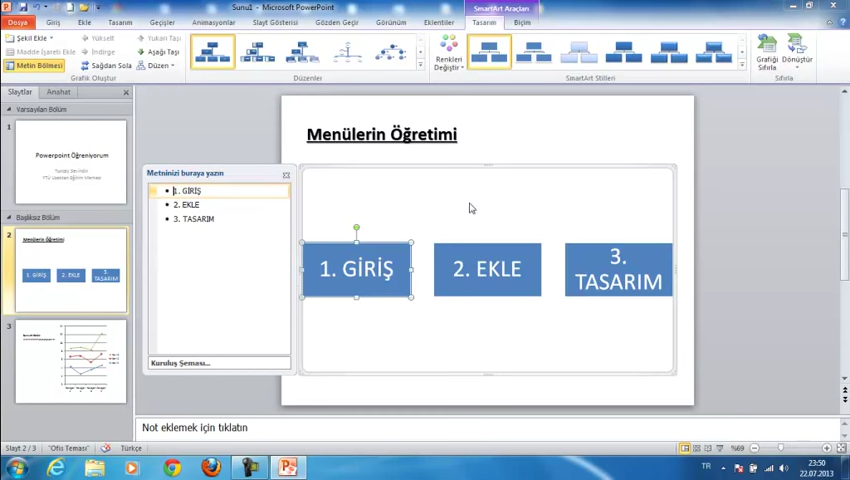 Sunu1 - Microsoft PowerPoint
SmartArt Araçları
Dosya
Giriş
Ekle
Tasarım
Geçişler
Animasyonlar
Slayt Gösterisi
Gözden Geçir
Görünüm
Eklentiler
Tasarım
Biçim
Şekil Ekle
Yükselt
Yukarı Taşı
Madde İşareti Ekle
İndirge
Aşağı Taşı
Metin Bölmesi
Sağdan Sola
Düzen
Grafik Oluştur
Düzenler
Renkleri
Değiştir
SmartArt Stilleri
Grafiği
Sıfırla
Dönüştür
Sıfırla
Slaytlar
Anahat
Varsayılan Bölüm
1
Powerpoint Öğreniyorum
Başlıksız Bölüm
2
Menülerin Öğretimi
1. GİRİŞ
2. EKLE
3.
TASARIM
3
Menülerin Öğretimi
Metninizi buraya yazın
1. GİRİŞ
2. EKLE
3. TASARIM
Kuruluş Şeması...
1. GİRİŞ
2. EKLE
3.
TASARIM
Not eklemek için tıklatın
Slayt 2 / 3
"Ofis Teması"
Türkçe
%69
TR
23:50
22.07.2013